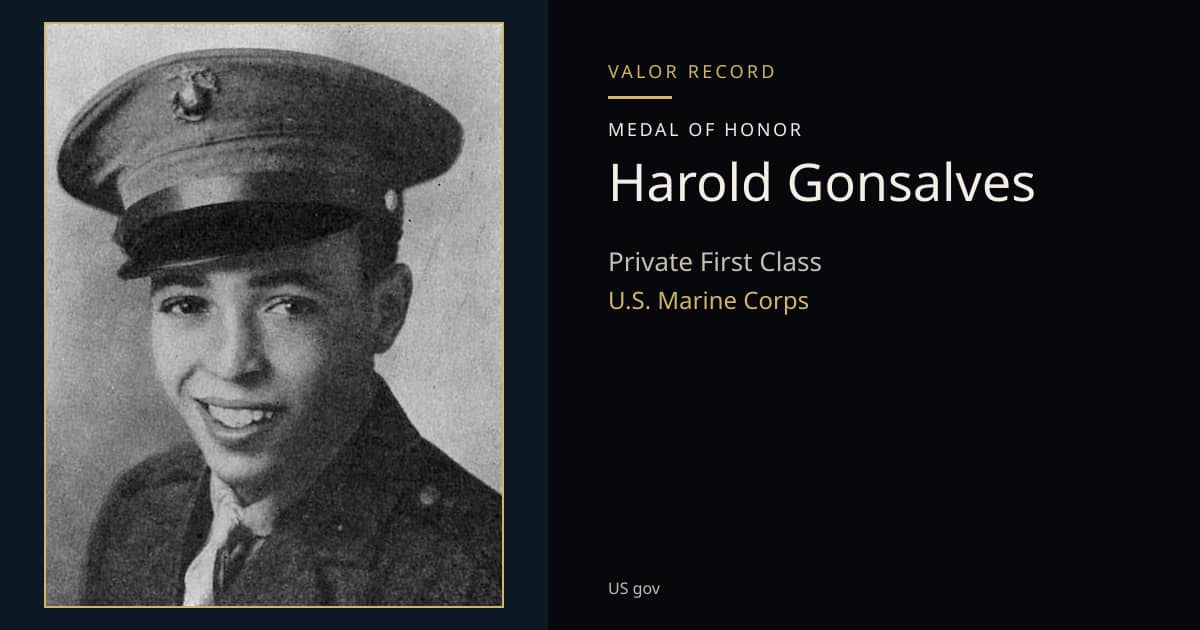 VALOR RECORD
MEDAL OF HONOR
Harold Gonsalves
Private First Class
U.S. Marine Corps
US gov